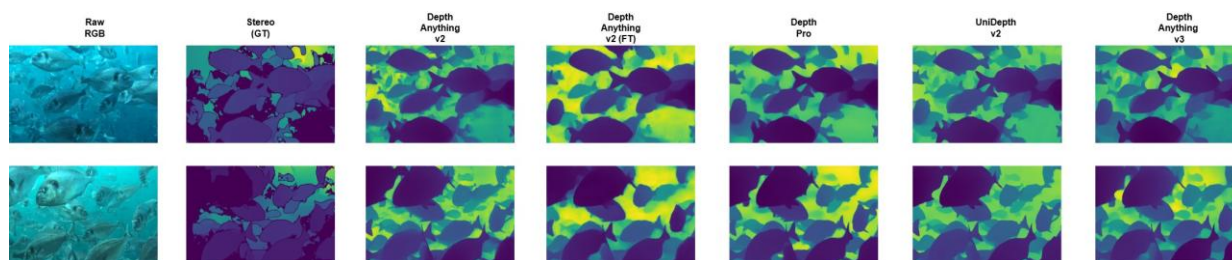 Raw
RGB
Stereo
(GT)
Depth
Anything
v2
Depth
Anything
v2 (FT)
Depth
Pro
UniDepth
v2
Depth
Anything
v3